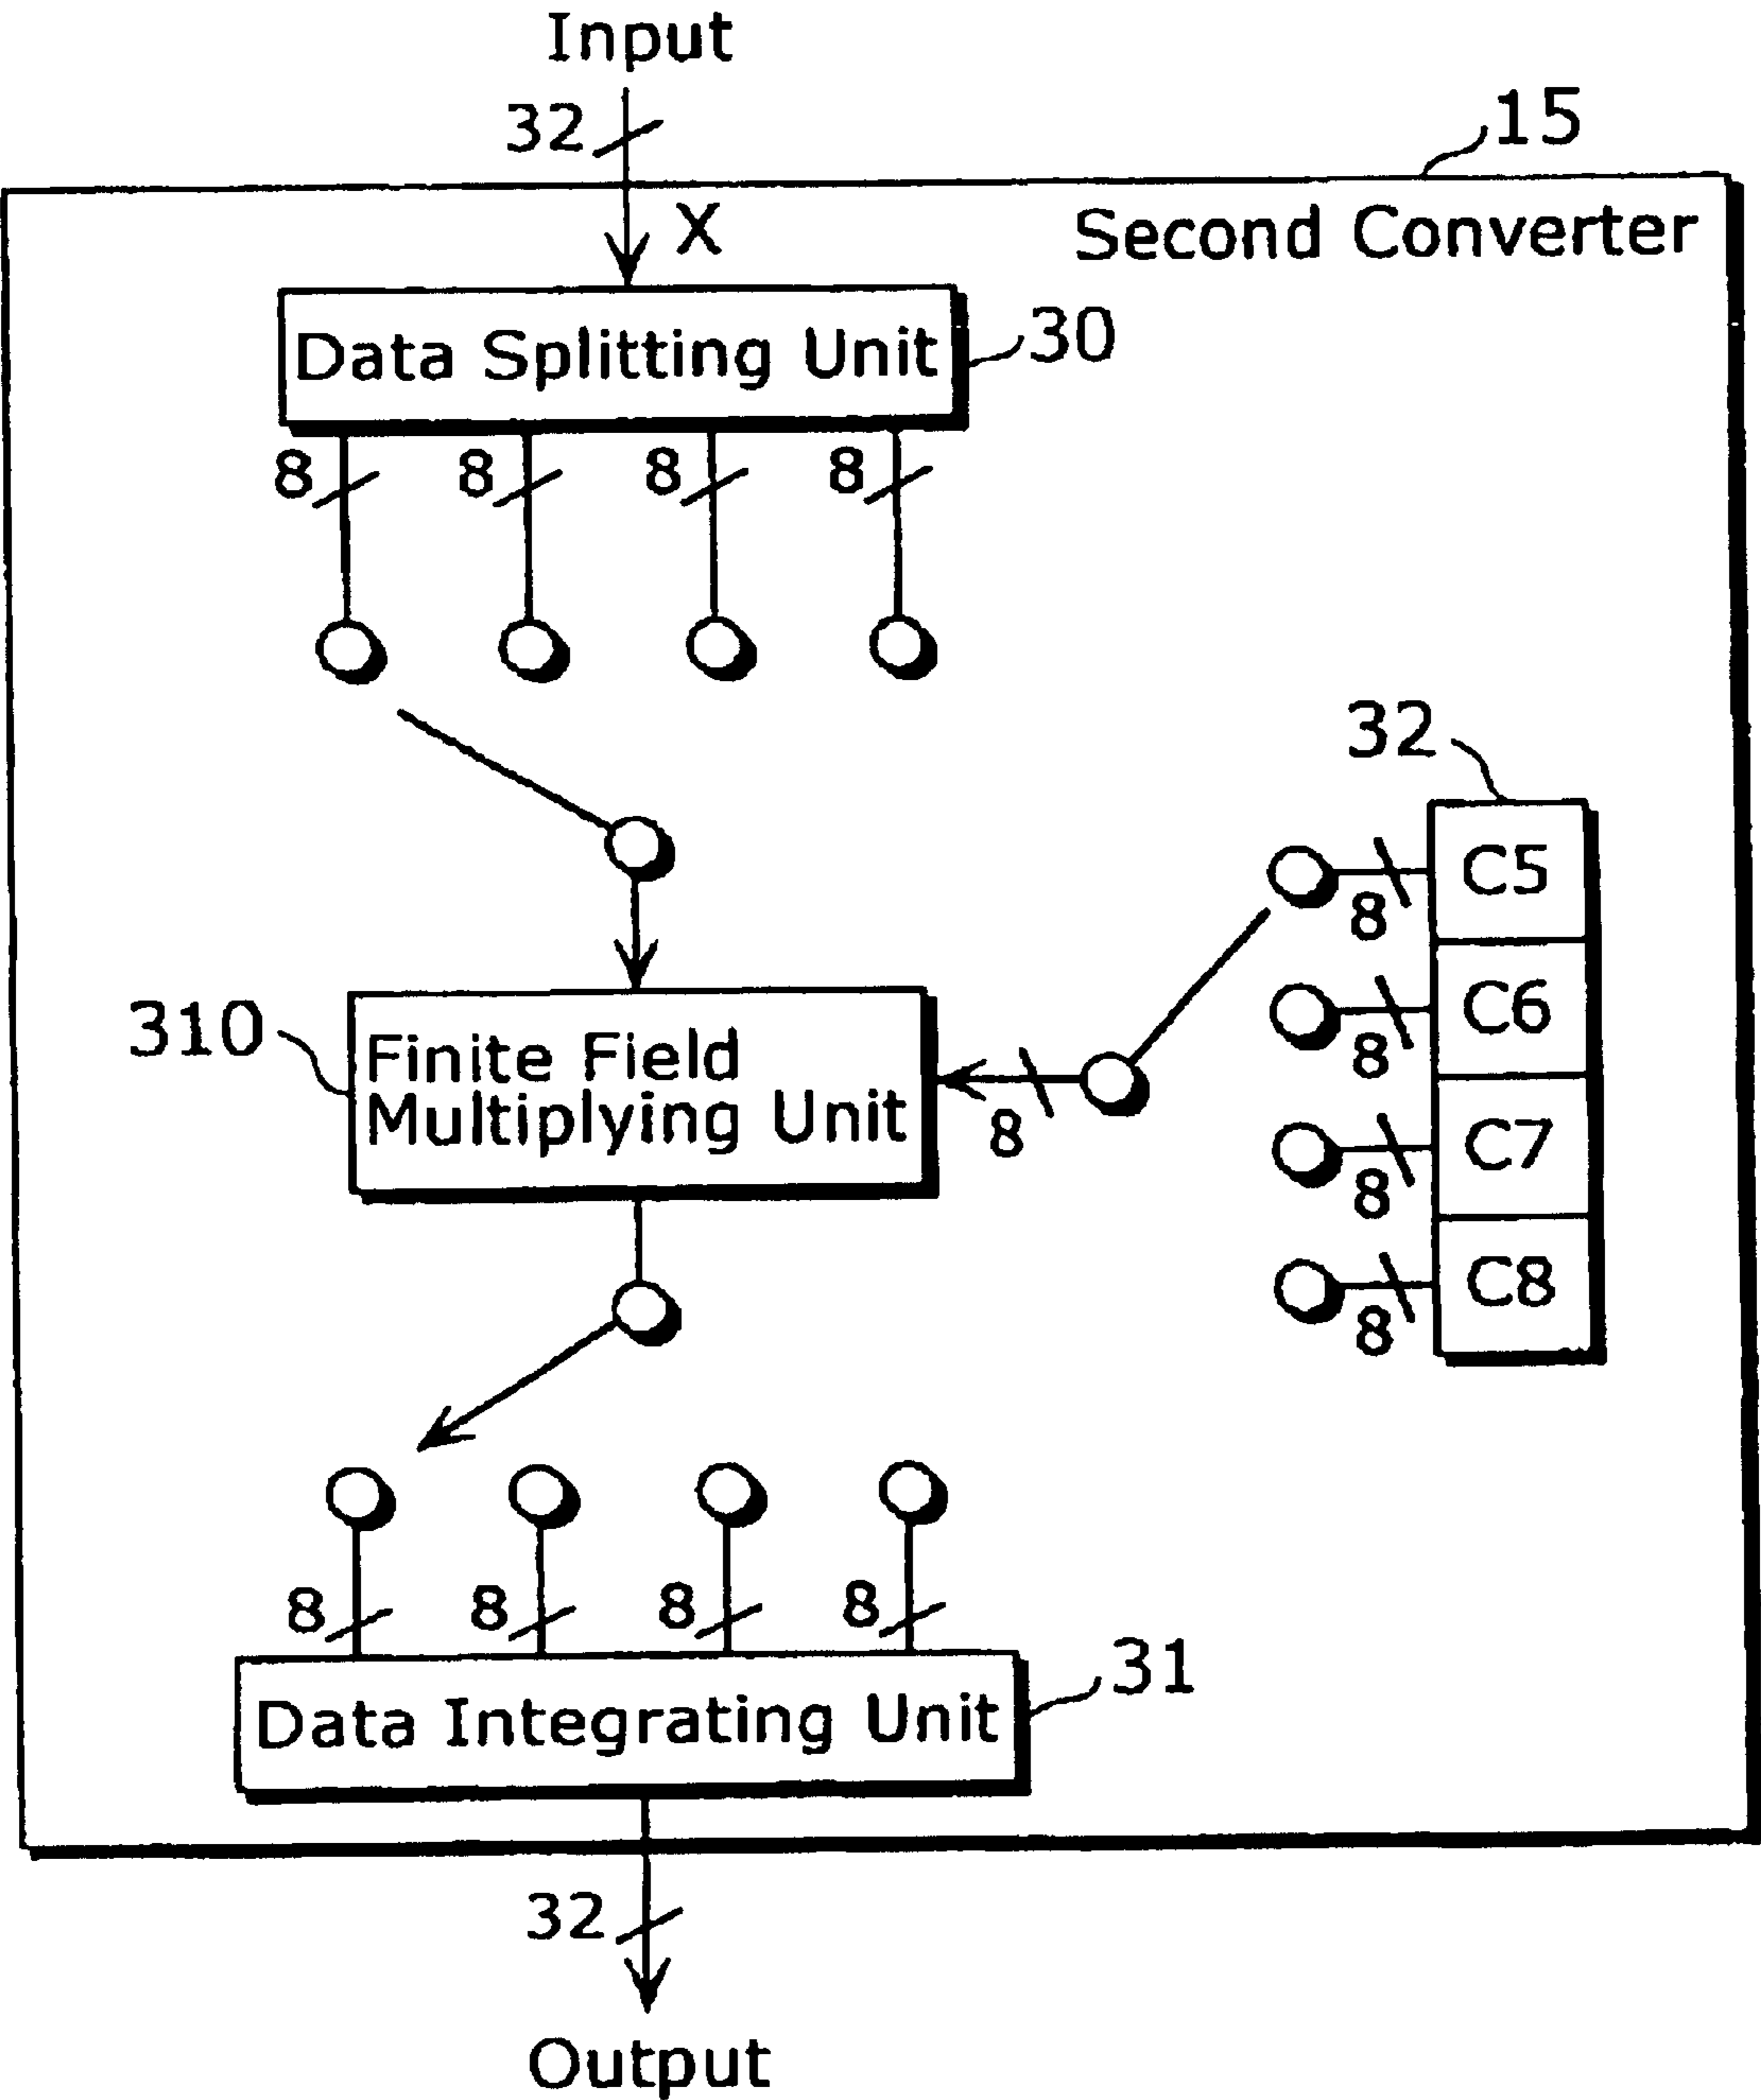 Input
32
15
X
Second Converter
Data Splitting Unit
30
8 8 8 8
32
C5
8
C6
8
310
Finite Field
Multiplying Unit
8
C7
8
C8
8
8 8 8 8
31
Data Integrating Unit
32
Output